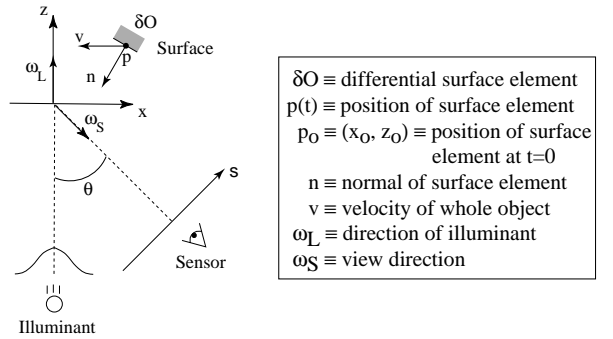 z
δO
v
p
Surface
n
ω_L
x
ω_S
θ
s
Sensor
Illuminant
δO ≡ differential surface element
p(t) ≡ position of surface element
p_o ≡ (x_o, z_o) ≡ position of surface
element at t=0
n ≡ normal of surface element
v ≡ velocity of whole object
ω_L ≡ direction of illuminant
ω_S ≡ view direction